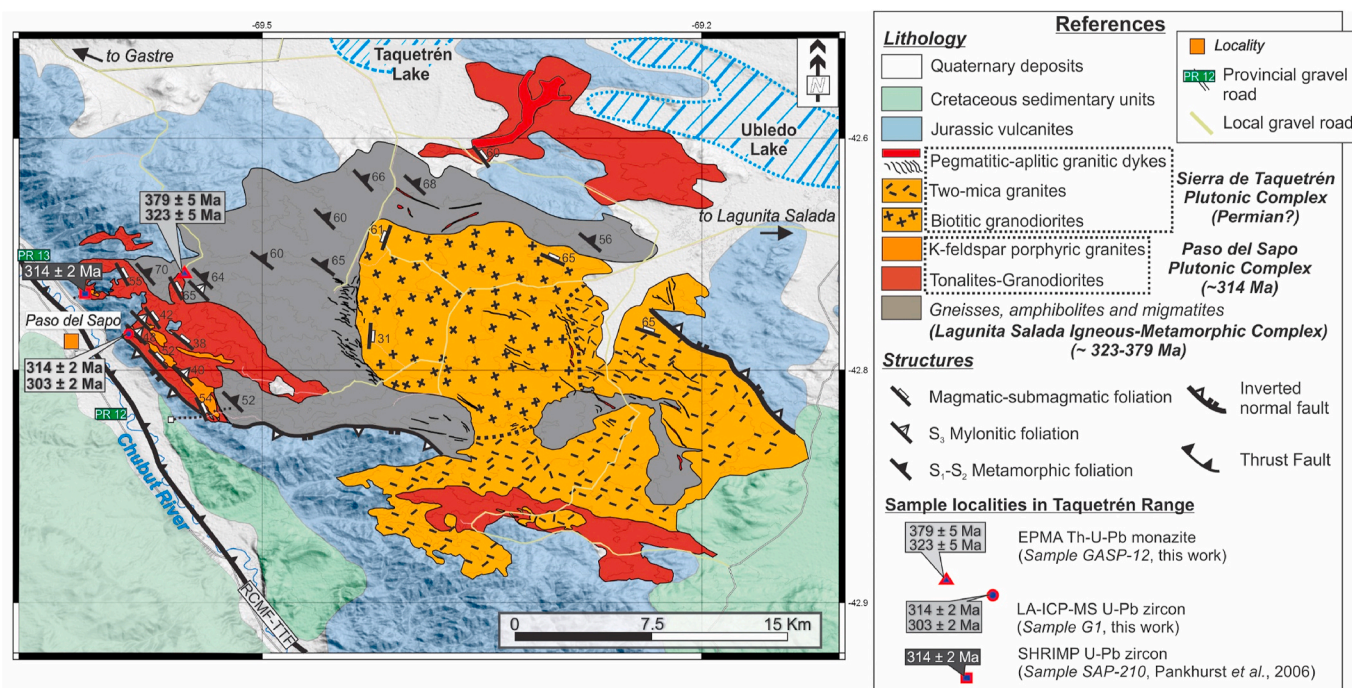 -69.5
-69.2
to Gastre
Taquetrén
Lake
N
Ubledo
Lake
-42.6
-42.8
-42.9
69
66
68
60
to Lagunita Salada
379 ± 5 Ma
323 ± 5 Ma
61
56
65
60
65
PR 13
314 ± 2 Ma
70
64
55
65
42
Paso del Sapo
38
52
40
31
65
314 ± 2 Ma
303 ± 2 Ma
54
52
PR 12
Chubut River
RCMF-TTF
0
7.5
15 Km
References
Lithology
Quaternary deposits
Cretaceous sedimentary units
Jurassic vulcanites
Pegmatitic-aplitic granitic dykes
Two-mica granites
Biotitic granodiorites
Sierra de Taquetrén
Plutonic Complex
(Permian?)
K-feldspar porphyric granites
Tonalites-Granodiorites
Paso del Sapo
Plutonic Complex
(~314 Ma)
Gneisses, amphibolites and migmatites
(Lagunita Salada Igneous-Metamorphic Complex)
(~ 323-379 Ma)
Locality
PR 12
Provincial gravel
road
Local gravel road
Structures
Magmatic-submagmatic foliation
S3 Mylonitic foliation
S1-S2 Metamorphic foliation
Inverted
normal fault
Thrust Fault
Sample localities in Taquetrén Range
379 ± 5 Ma
323 ± 5 Ma
EPMA Th-U-Pb monazite
(Sample GASP-12, this work)
314 ± 2 Ma
303 ± 2 Ma
LA-ICP-MS U-Pb zircon
(Sample G1, this work)
314 ± 2 Ma
SHRIMP U-Pb zircon
(Sample SAP-210, Pankhurst et al., 2006)